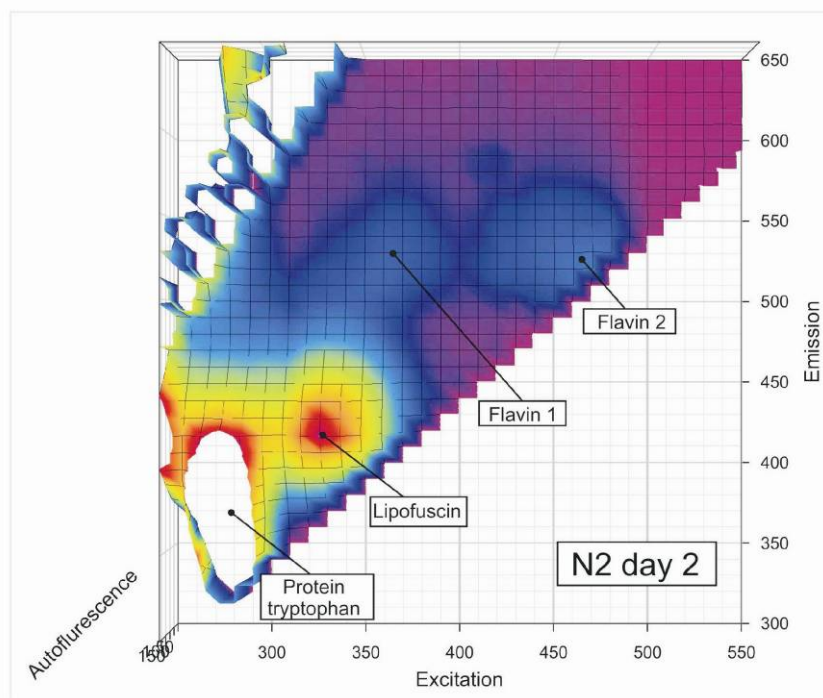 650
600
550
500
450
400
350
300
Emission
Flavin 2
Flavin 1
Lipofuscin
Protein
tryptophan
N2 day 2
Autoflurescence
300
350
400
450
500
550
Excitation